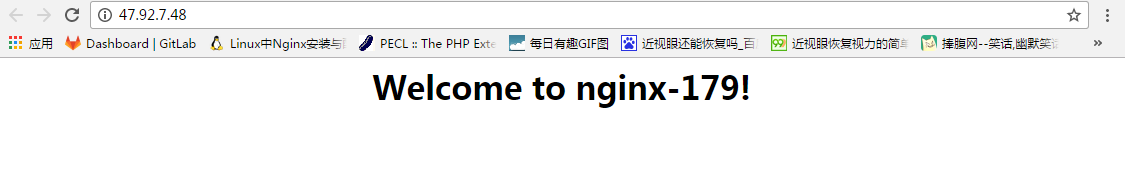 47.92.7.48
应用 Dashboard | GitLab Linux中Nginx安装与 PECL :: The PHP Exte 每日有趣GIF图 近视眼还能恢复吗_百 近视眼恢复视力的简 捧腹网--笑话,幽默笑 »
Welcome to nginx-179!